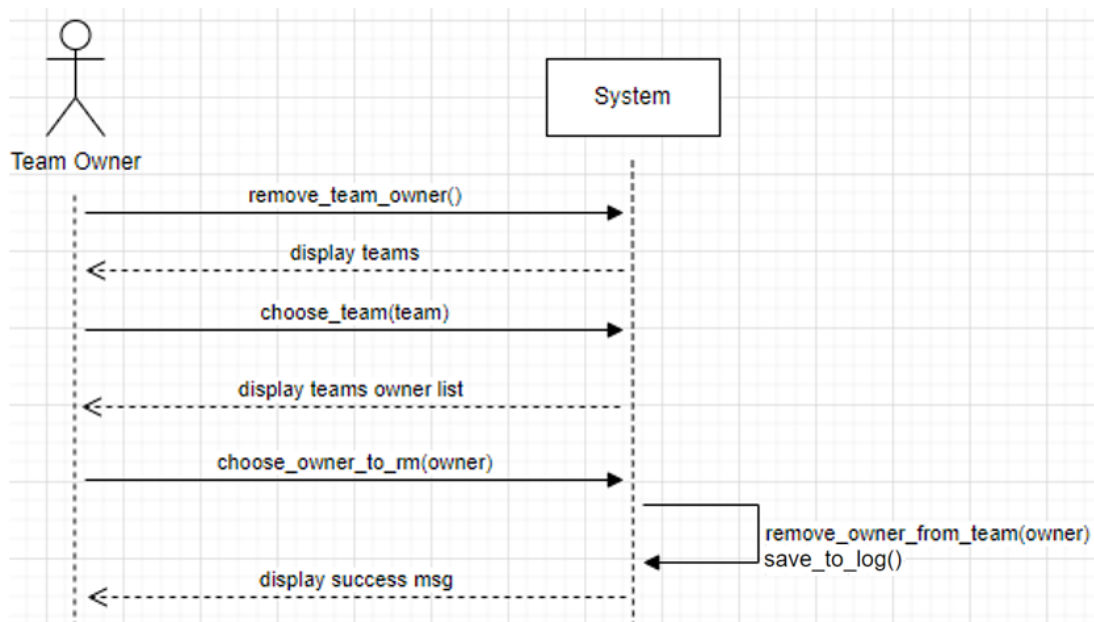 System
Team Owner
remove_team_owner()
display teams
choose_team(team)
display teams owner list
choose_owner_to_rm(owner)
remove_owner_from_team(owner)
save_to_log()
display success msg